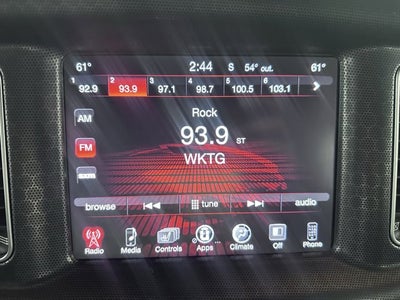 61° 2:44 S 54° out. 61°
1 2 3 4 5 6
92.9 93.9 97.1 98.7 100.5 103.1
Rock
AM
93.9 ST
FM
WKTG
browse tune audio
Radio Media Controls Apps Climate Off Phone